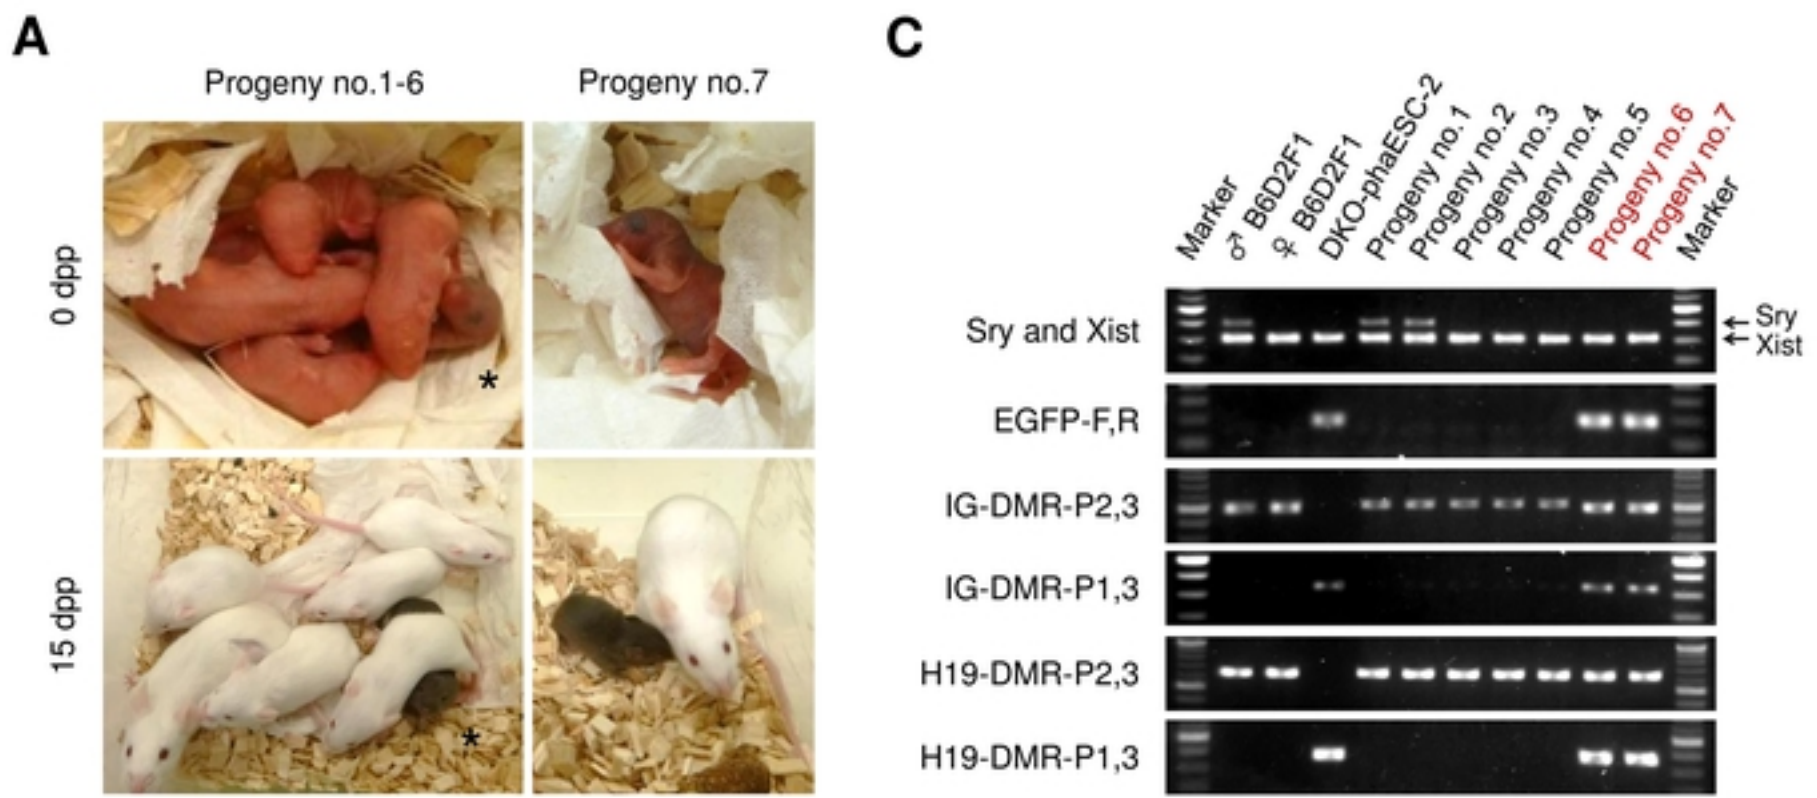 A
Progeny no.1-6
Progeny no.7
0 dpp
15 dpp
*
*
C
Marker
♂ B6D2F1
♀ B6D2F1
DKO-phaESC-2
Progeny no.1
Progeny no.2
Progeny no.3
Progeny no.4
Progeny no.5
Progeny no.6
Progeny no.7
Marker
Sry and Xist
← Sry
← Xist
EGFP-F,R
IG-DMR-P2,3
IG-DMR-P1,3
H19-DMR-P2,3
H19-DMR-P1,3